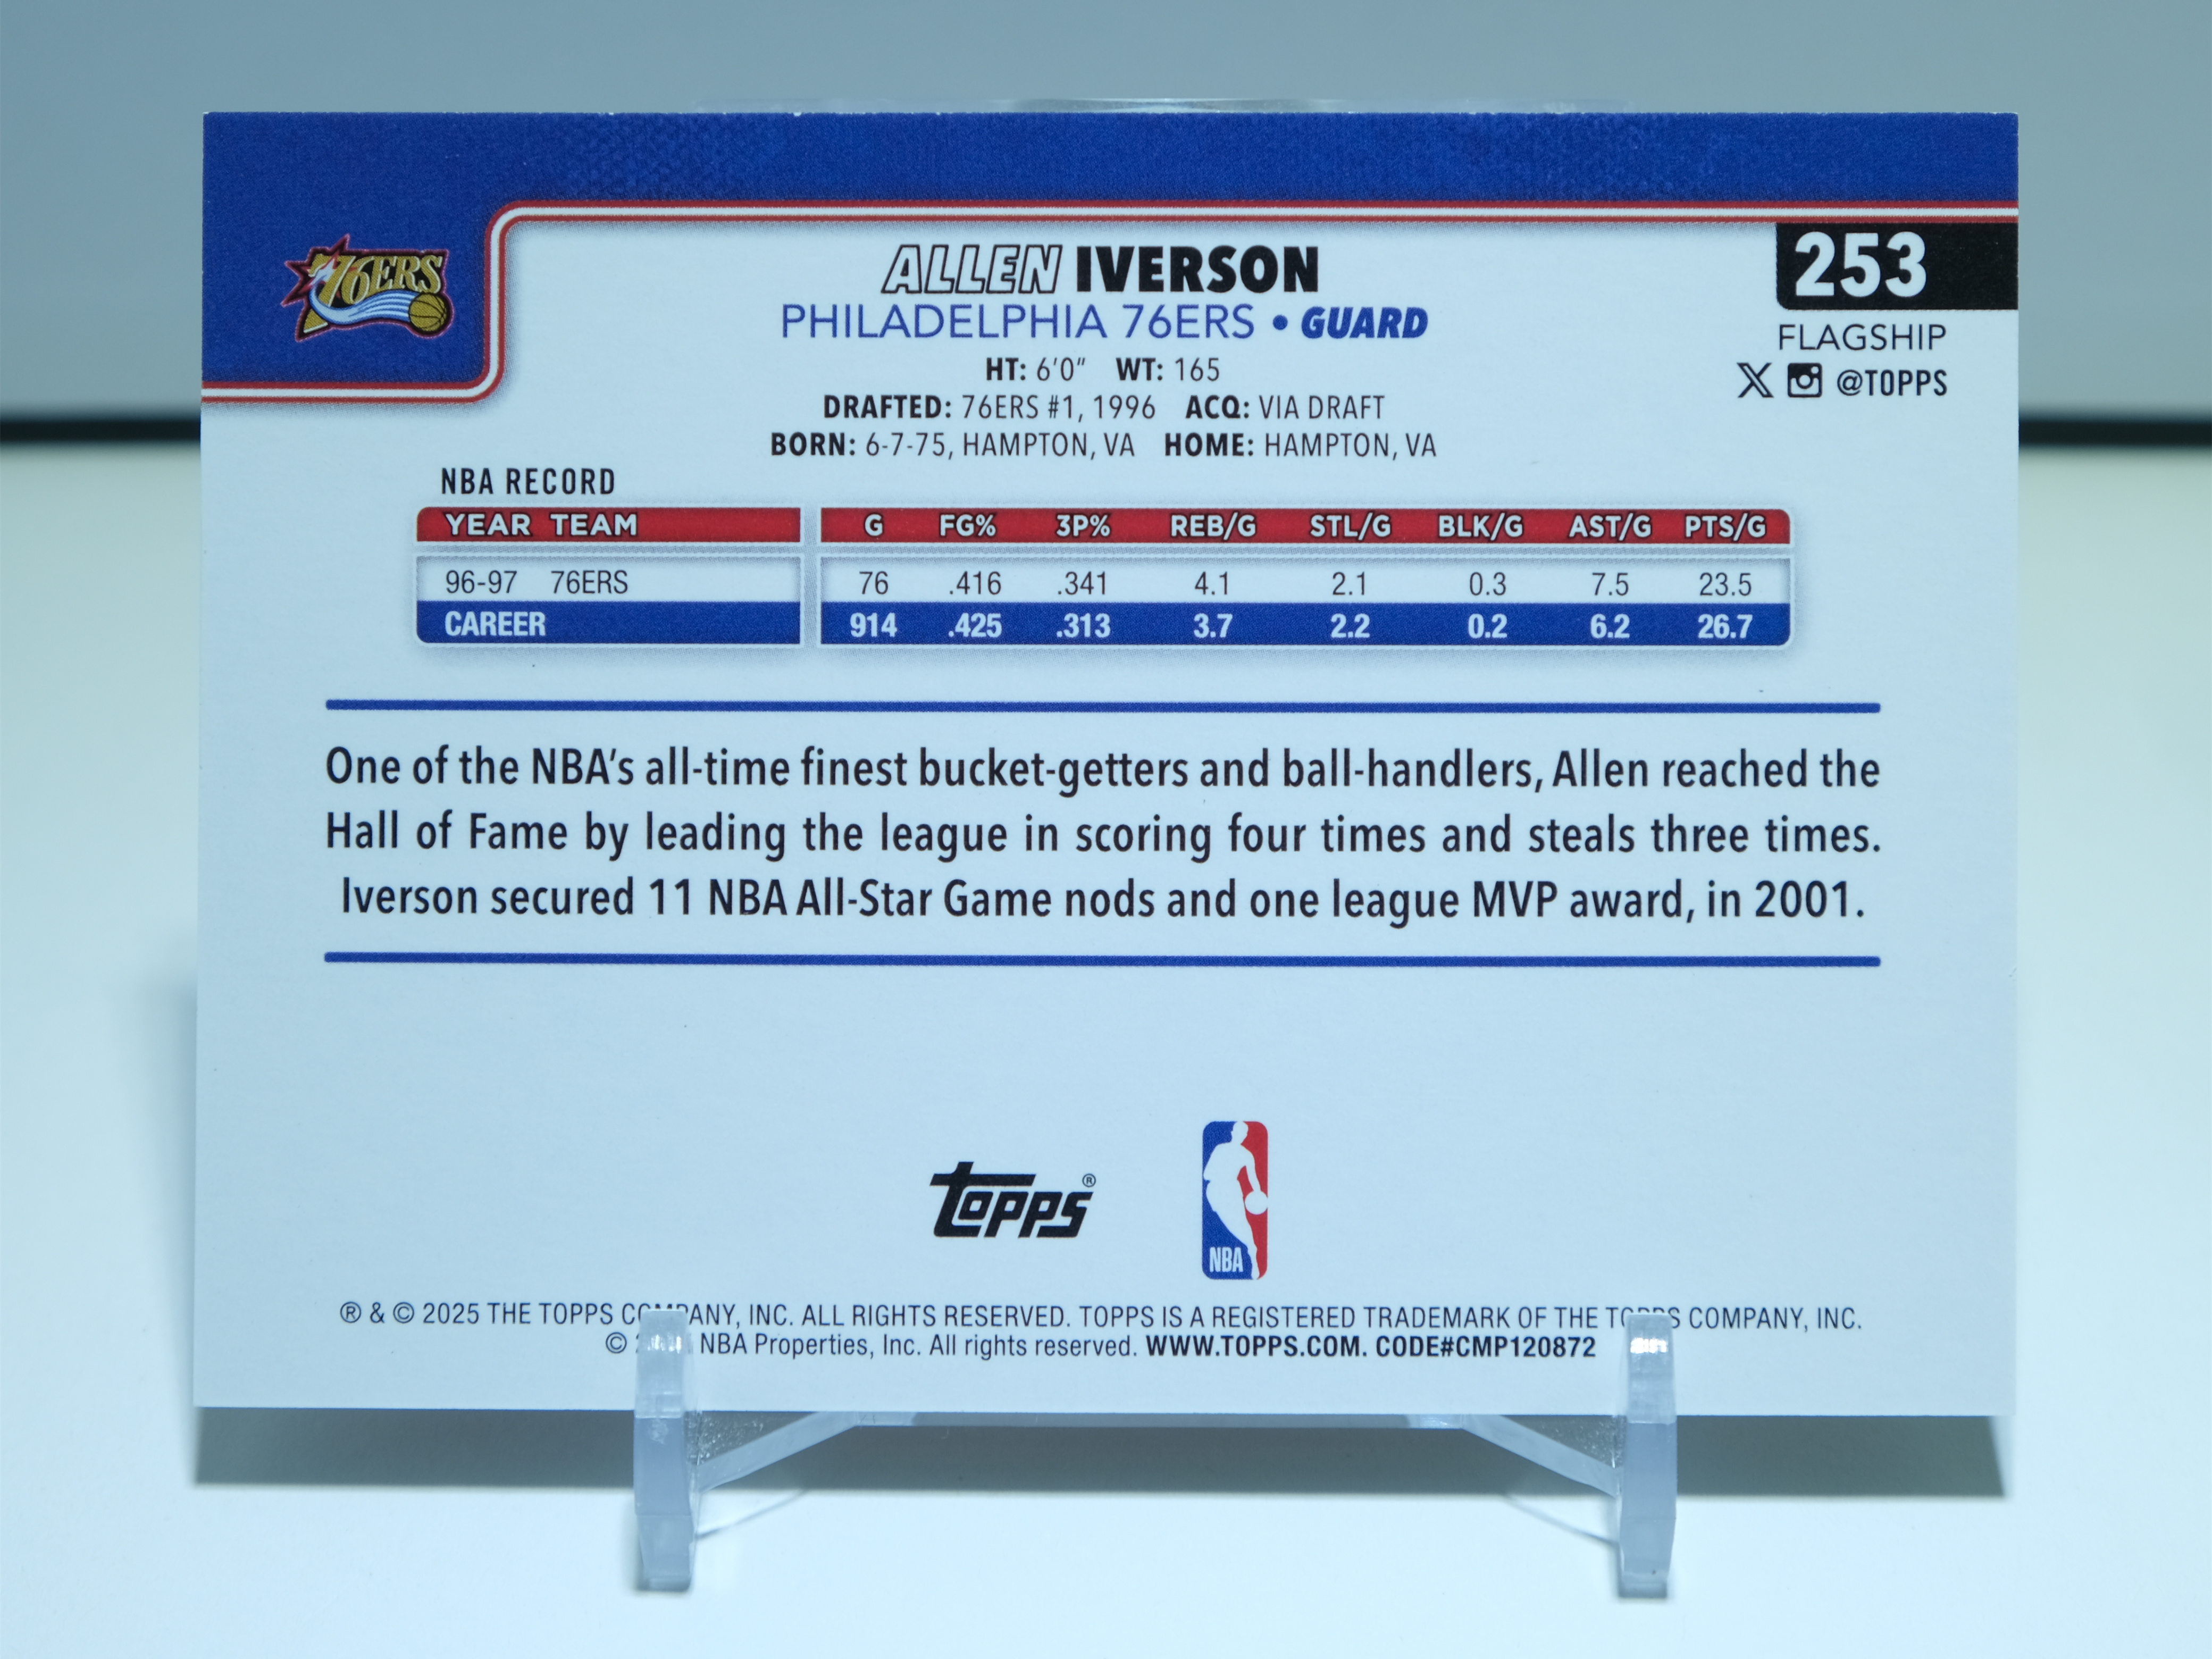 76ERS
ALLEN IVERSON
253
PHILADELPHIA 76ERS • GUARD
FLAGSHIP
HT: 6'0" WT: 165
X @TOPPS
DRAFTED: 76ERS #1, 1996 ACQ: VIA DRAFT
BORN: 6-7-75, HAMPTON, VA HOME: HAMPTON, VA
NBA RECORD
YEAR TEAM G FG% 3P% REB/G STL/G BLK/G AST/G PTS/G
96-97 76ERS 76 .416 .341 4.1 2.1 0.3 7.5 23.5
CAREER 914 .425 .313 3.7 2.2 0.2 6.2 26.7
One of the NBA's all-time finest bucket-getters and ball-handlers, Allen reached the
Hall of Fame by leading the league in scoring four times and steals three times.
Iverson secured 11 NBA All-Star Game nods and one league MVP award, in 2001.
topps®
NBA
® & © 2025 THE TOPPS COMPANY, INC. ALL RIGHTS RESERVED. TOPPS IS A REGISTERED TRADEMARK OF THE TOPPS COMPANY, INC.
© NBA Properties, Inc. All rights reserved. WWW.TOPPS.COM. CODE#CMP120872